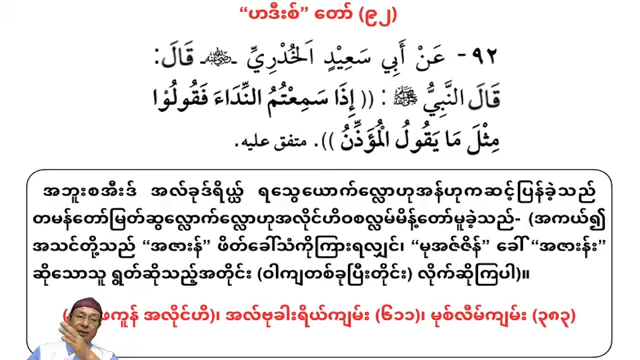 “ဟဒီးစ်” တော် (၉၂)
٩٢ - عَنْ أَبِي سَعِيْدٍ الْخُدْرِيِّ - - قَالَ:
قَالَ النَّبِيُّ ﷺ : (( إِذَا سَمِعْتُمُ النِّدَاءَ فَقُولُوْا
مِثْلَ مَا يَقُولُ الْمُؤَذِّنُ )). متفق عليه.
အဘူးစအီးဒ် အလ်ခုဒ်ရိယ်ယ် ရသွေယောက်လ္လောဟုအန်ဟုကဆင့်ပြန်ခဲ့သည်
တမန်တော်မြတ်ဆွလ္လောက်လ္လောဟုအလိုင်ဟိဝစလ္လမ်မိန့်တော်မူခဲ့သည်- (အကယ်၍
အသင်တို့သည် “အဇားန်” ဖိတ်ခေါ်သံကိုကြားရလျှင်၊ “မုအဇ်ဇိန်” ခေါ် “အဇားန်း”
ဆိုသောသူ ရွတ်ဆိုသည့်အတိုင်း (ဝါကျတစ်ခုပြီးတိုင်း) လိုက်ဆိုကြပါ)။
ဖကူန် အလိုင်ဟိ)၊ အလ်ဗုခါးရိယ်ကျမ်း (၆၁၁)၊ မုစ်လီမ်ကျမ်း (၃၈၃)